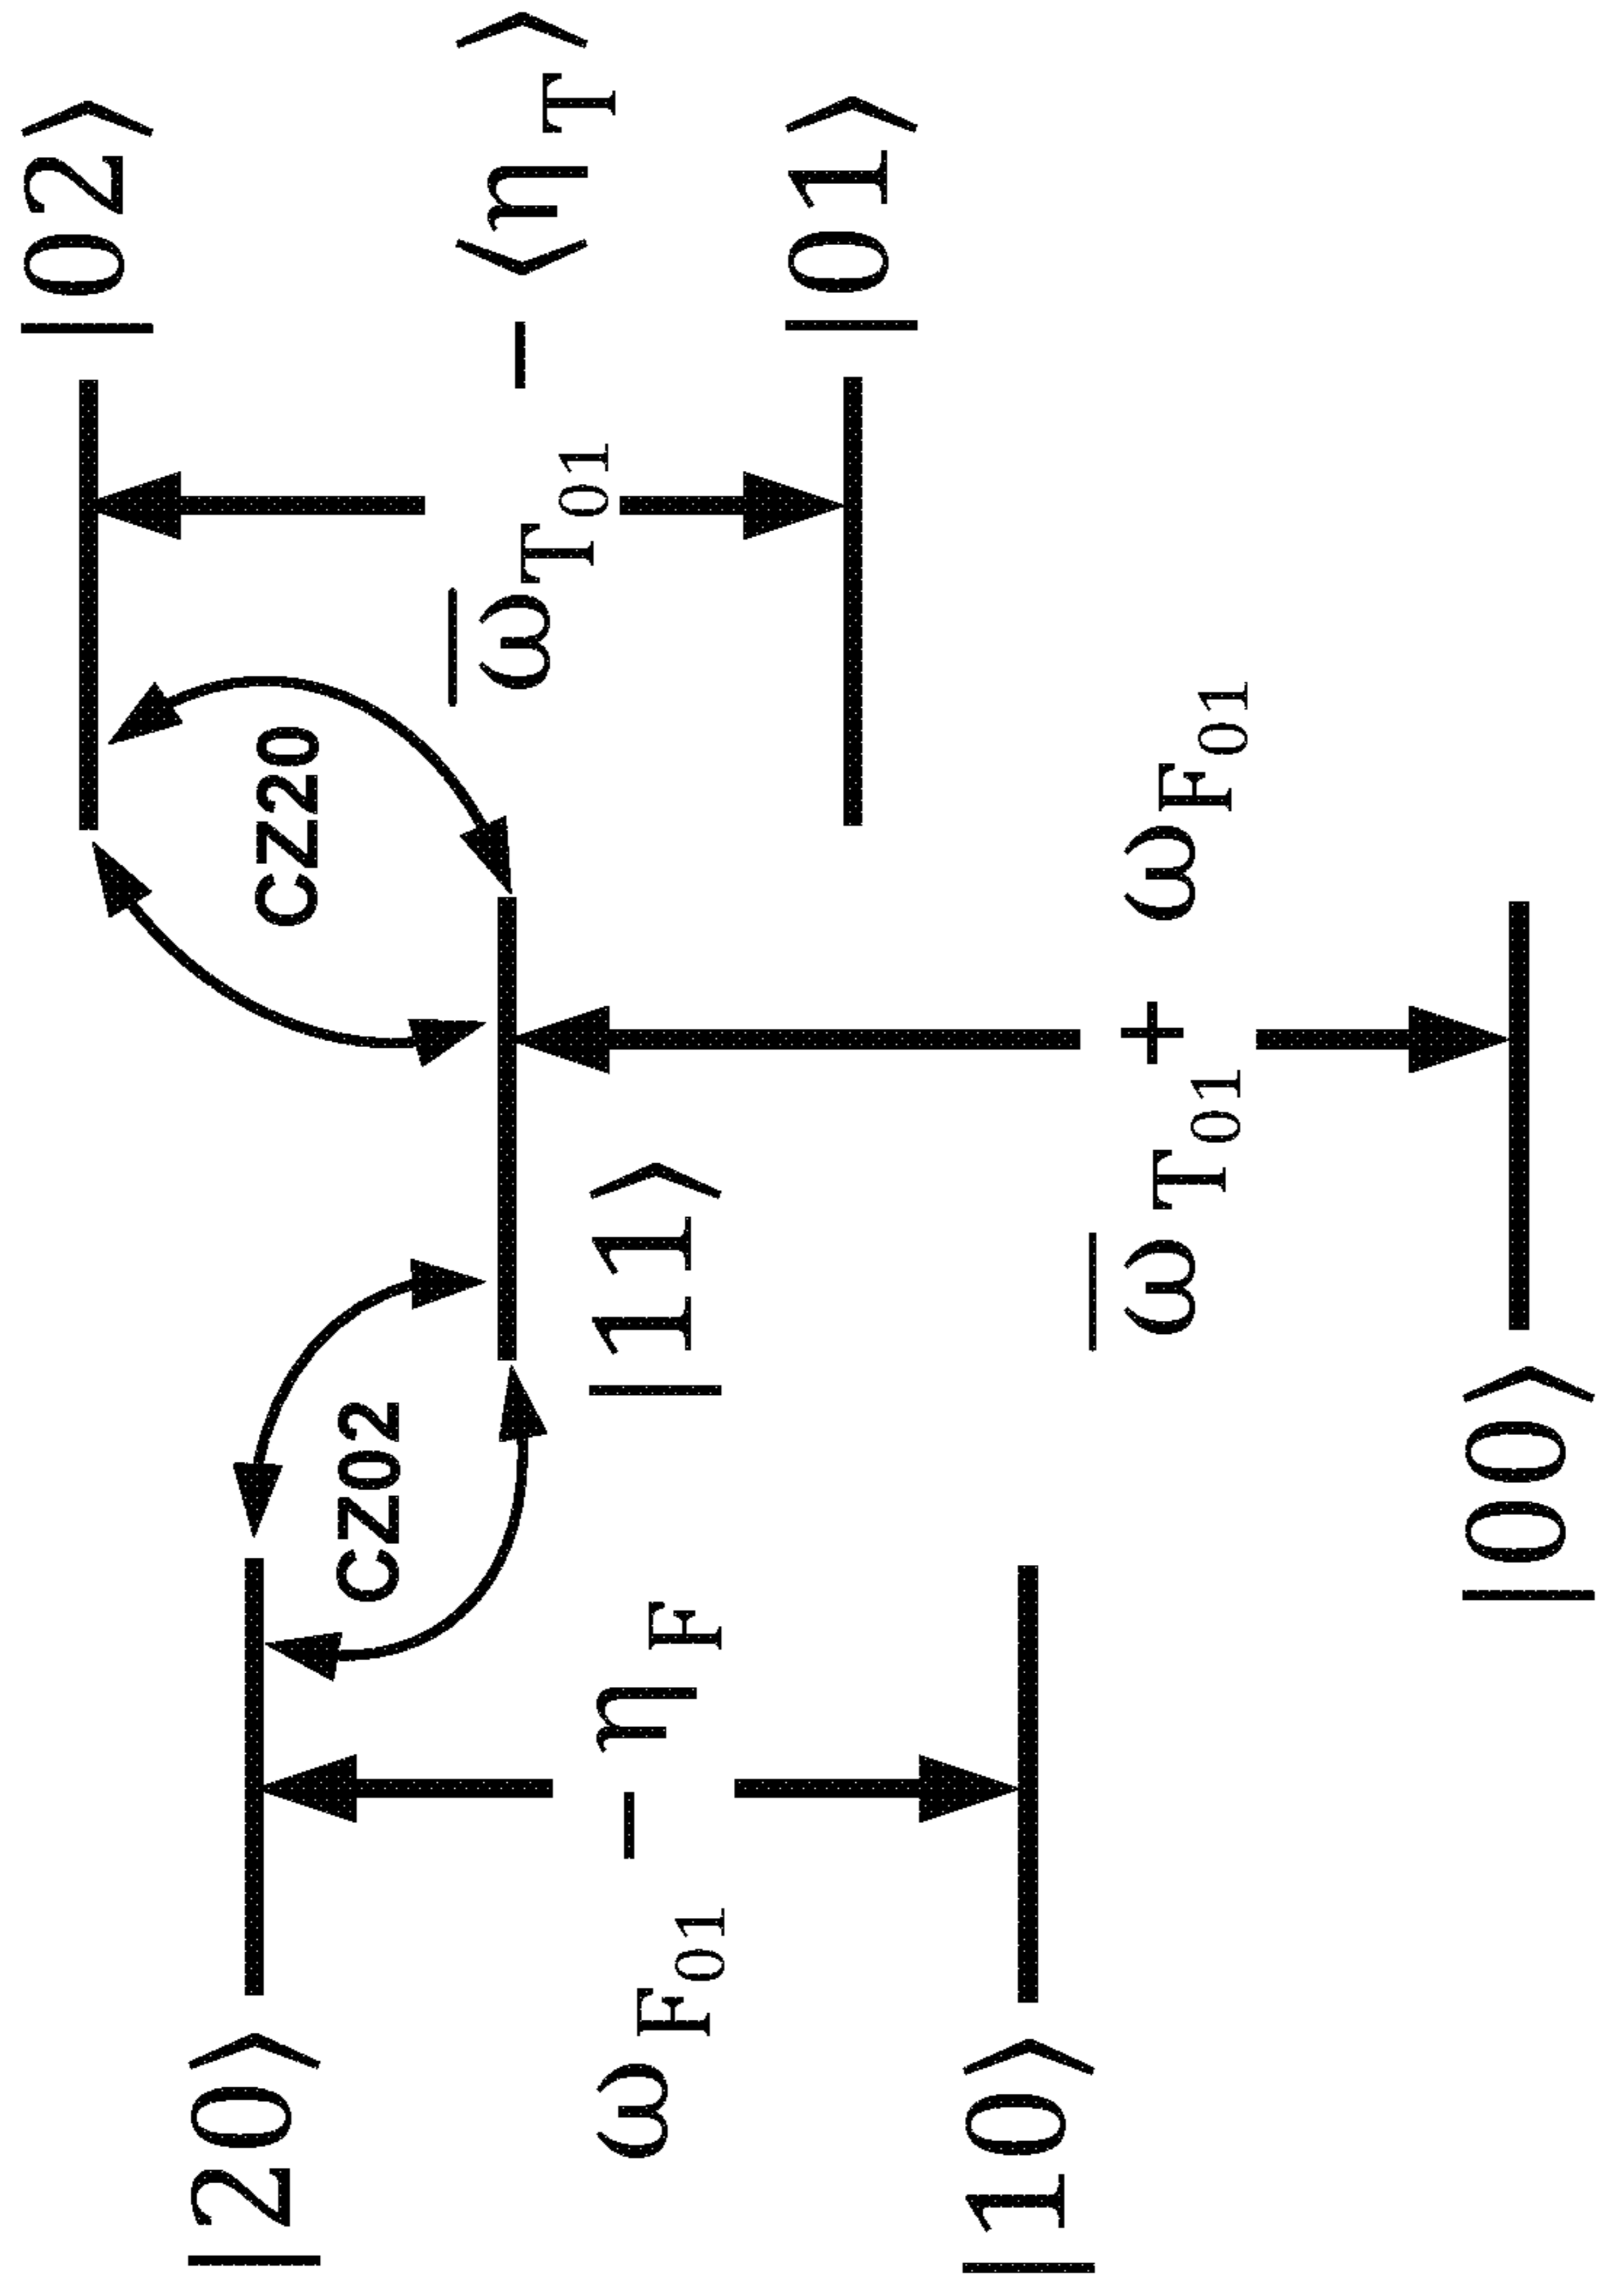 |20⟩
|02⟩
CZ02
CZ20
ω̅T₀₁ − ⟨ηT⟩
ωF₀₁ − ηF
|11⟩
|01⟩
|10⟩
ω̅T₀₁ + ωF₀₁
|00⟩